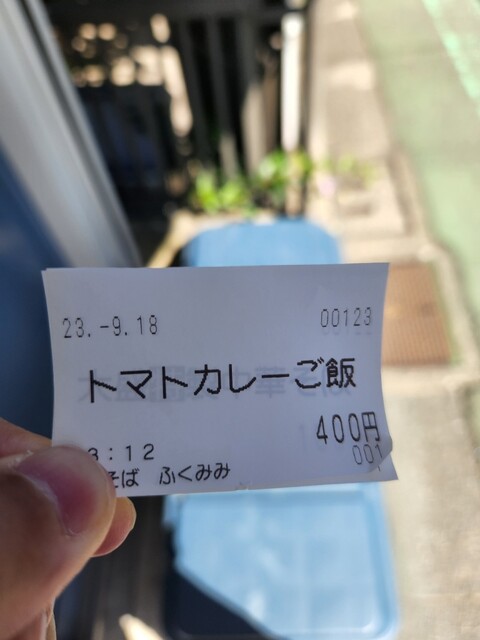 23.-9.18 00123
トマトカレーご飯
400円
3:12 001
そば ふくみみ